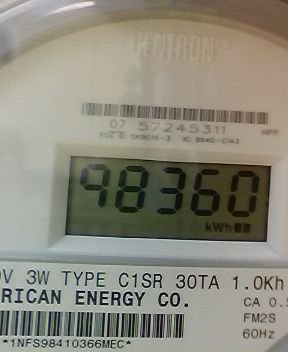 CENTRON
07 57245311 HPP
98360
kWh
V 3W TYPE C1SR 30TA 1.0Kh
RICAN ENERGY CO.
CA 0.5
FM2S
60Hz
*1NFS98410366MEC*